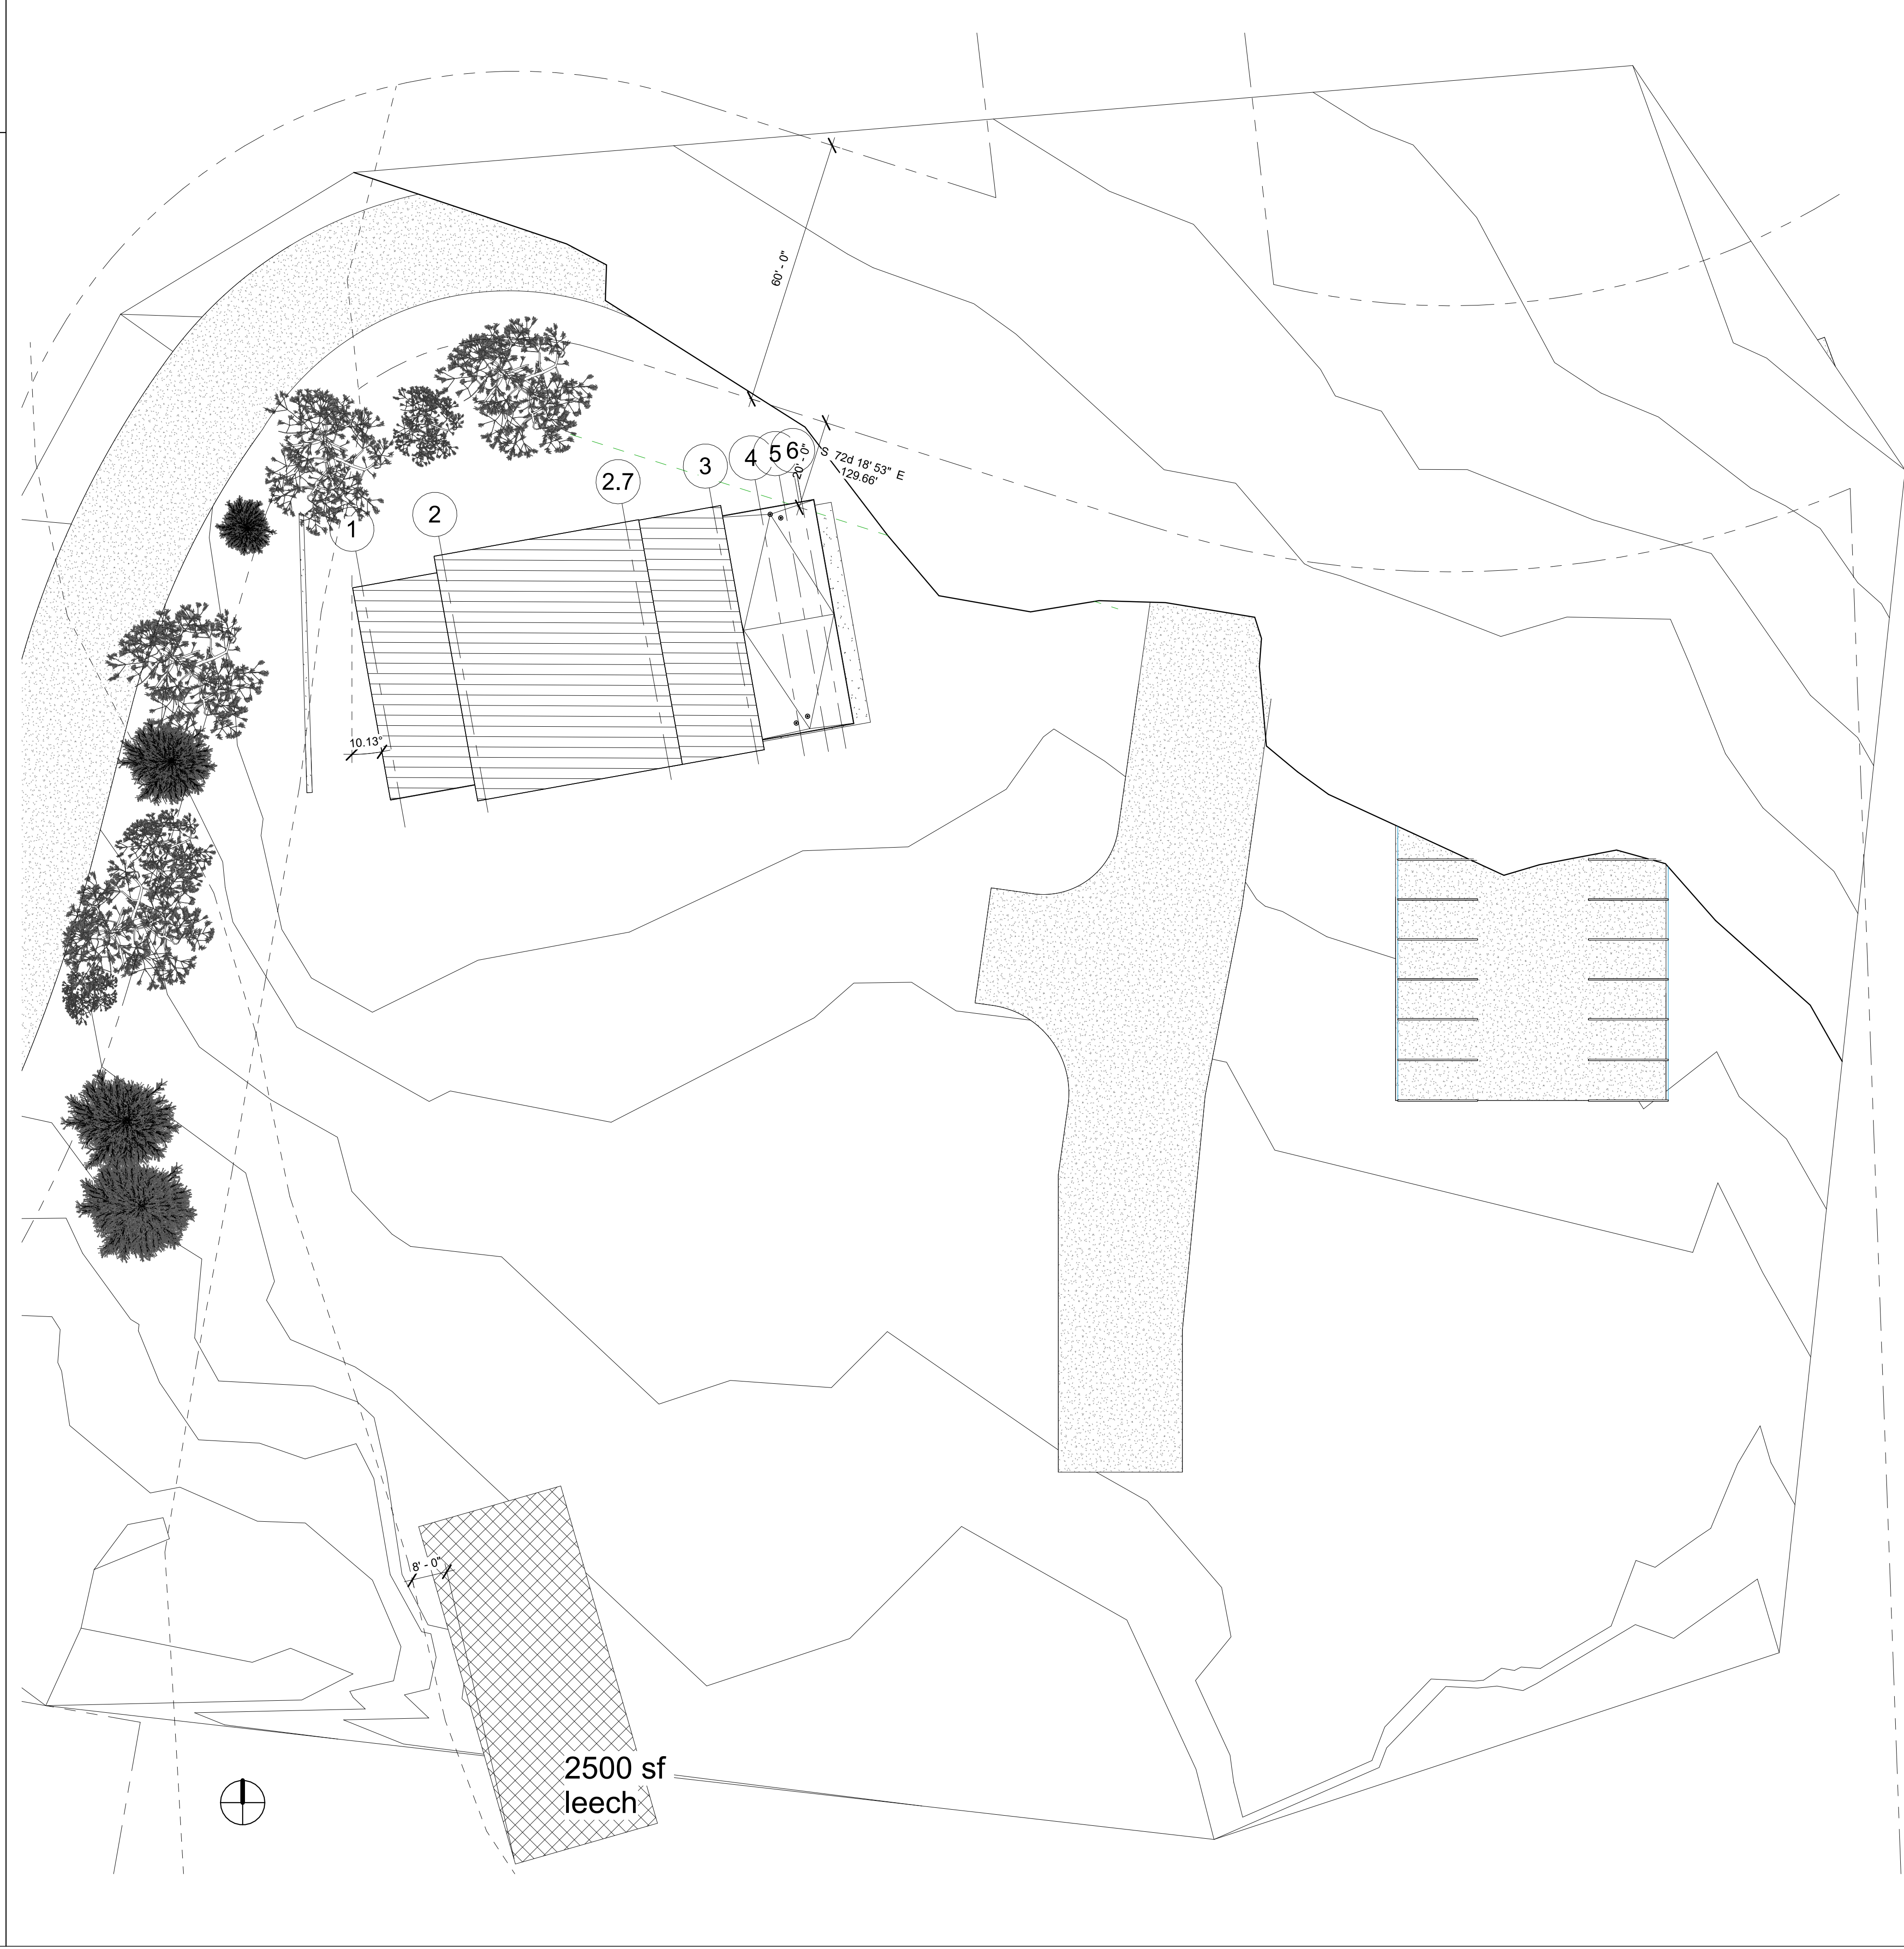 60' - 0"
1
2
2.7
3
4
5
6
20' - 0"
S 72d 18' 53" E
129.66'
10.13°
8' - 0"
2500 sf
leech